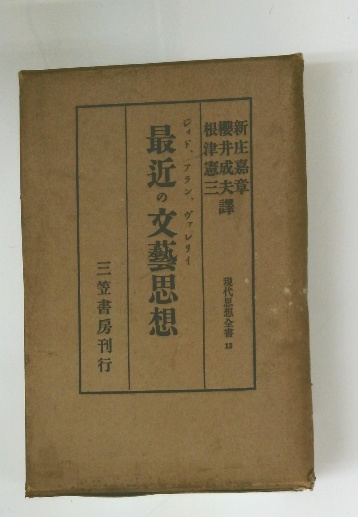 新庄嘉章
櫻井成夫譯
根津憲三
現代思想全書 13
ジィド、アラン、ヴァレリイ
最近の文藝思想
三笠書房刊行